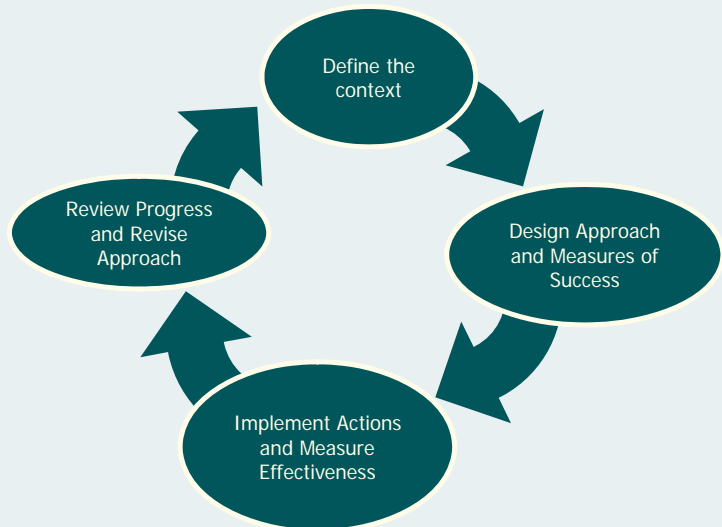 Define the
context
Design Approach
and Measures of
Success
Implement Actions
and Measure
Effectiveness
Review Progress
and Revise
Approach